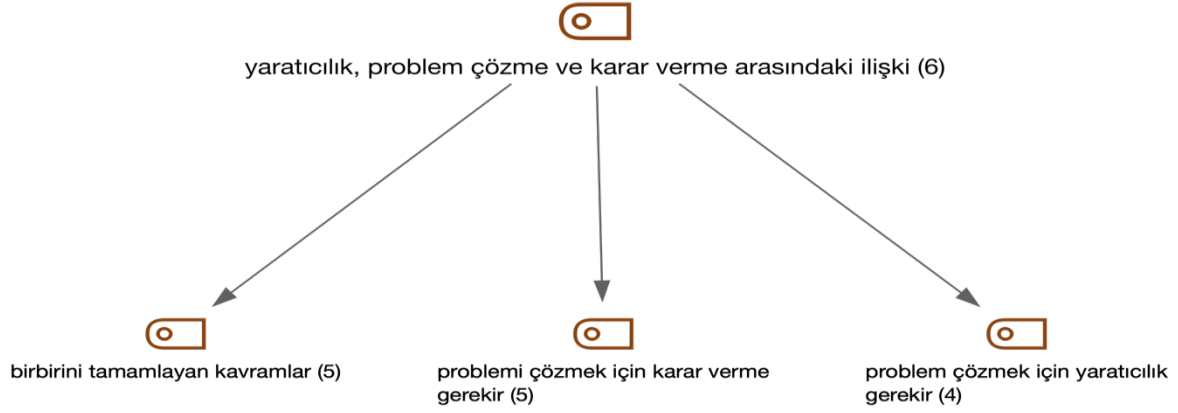 yaratıcılık, problem çözme ve karar verme arasındaki ilişki (6)
birbirini tamamlayan kavramlar (5)
problemi çözmek için karar verme
gerekir (5)
problem çözmek için yaratıcılık
gerekir (4)